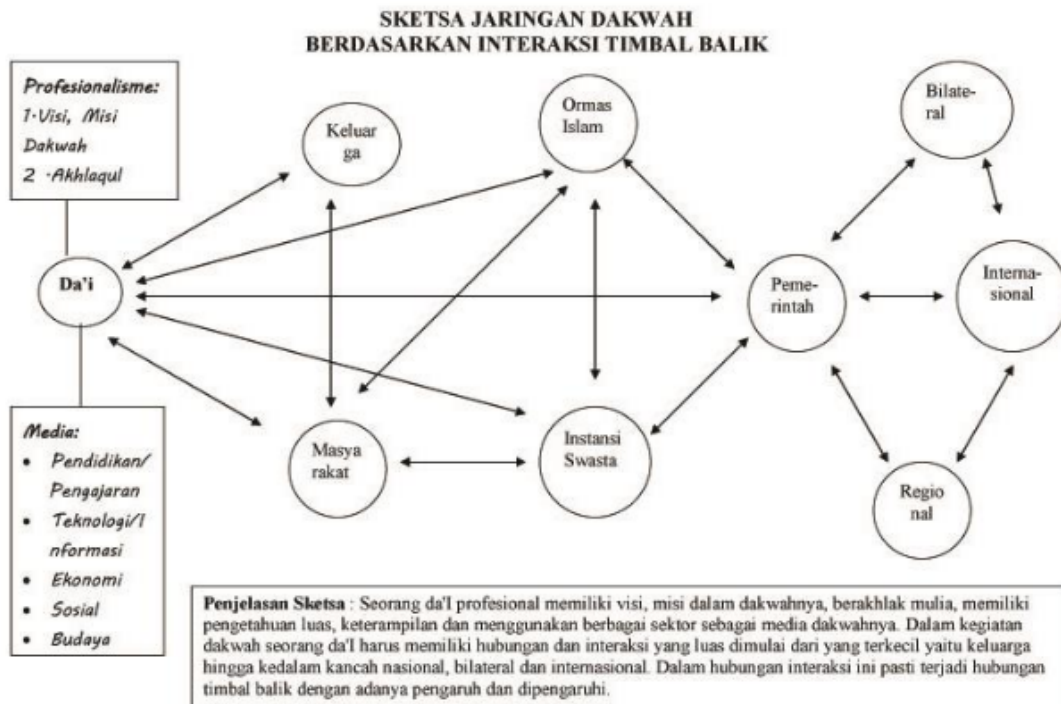 SKETSA JARINGAN DAKWAH
BERDASARKAN INTERAKSI TIMBAL BALIK
Profesionalisme:
1.Visi, Misi
Dakwah
2 .Akhlaqul
Keluar
ga
Ormas
Islam
Bilate-
ral
Da'i
Peme-
rintah
Interna-
sional
Media:
• Pendidikan/
Pengajaran
• Teknologi/I
nformasi
• Ekonomi
• Sosial
• Budaya
Masya
rakat
Instansi
Swasta
Regio
nal
Penjelasan Sketsa : Seorang da'I profesional memiliki visi, misi dalam dakwahnya, berakhlak mulia, memiliki
pengetahuan luas, keterampilan dan menggunakan berbagai sektor sebagai media dakwahnya. Dalam kegiatan
dakwah seorang da'I harus memiliki hubungan dan interaksi yang luas dimulai dari yang terkecil yaitu keluarga
hingga kedalam kancah nasional, bilateral dan internasional. Dalam hubungan interaksi ini pasti terjadi hubungan
timbal balik dengan adanya pengaruh dan dipengaruhi.